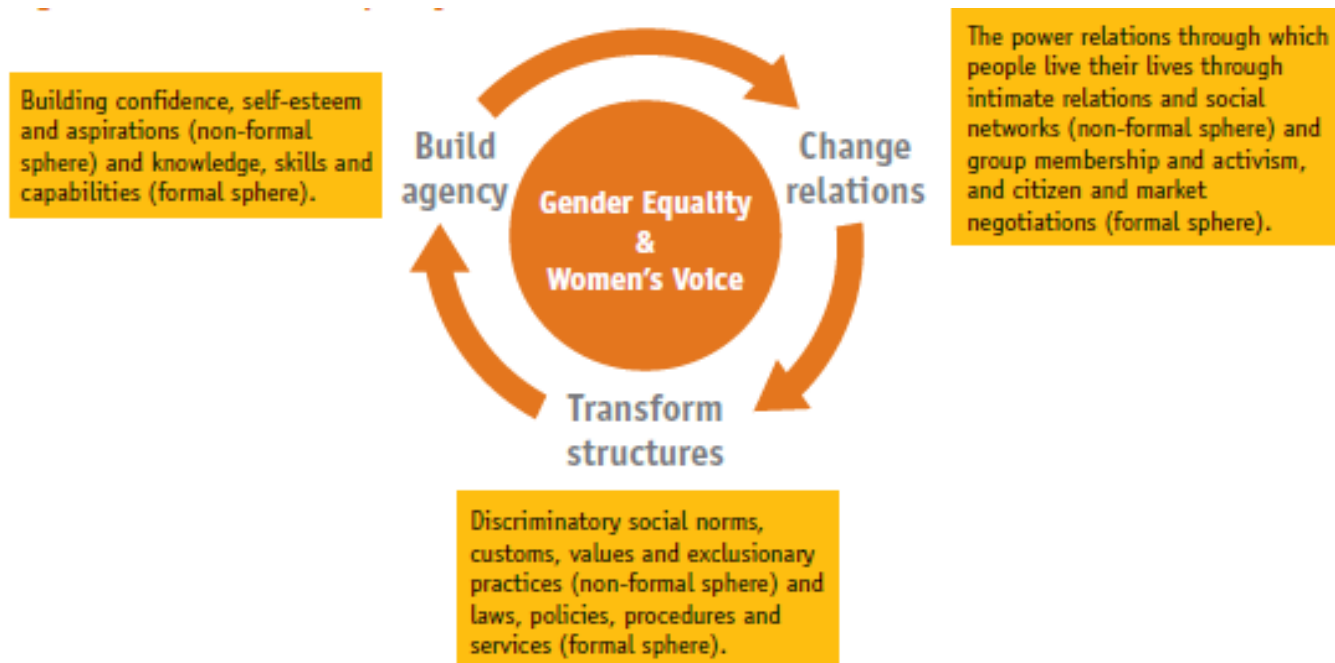 Building confidence, self-esteem
and aspirations (non-formal
sphere) and knowledge, skills and
capabilities (formal sphere).
Build
agency
Gender Equality
&
Women's Voice
Change
relations
The power relations through which
people live their lives through
intimate relations and social
networks (non-formal sphere) and
group membership and activism,
and citizen and market
negotiations (formal sphere).
Transform
structures
Discriminatory social norms,
customs, values and exclusionary
practices (non-formal sphere) and
laws, policies, procedures and
services (formal sphere).